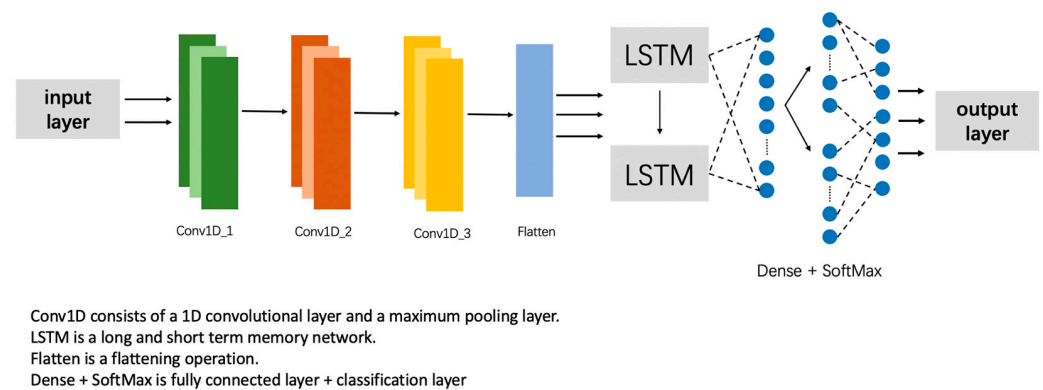 input
layer
LSTM
LSTM
output
layer
Conv1D_1
Conv1D_2
Conv1D_3
Flatten
Dense + SoftMax
Conv1D consists of a 1D convolutional layer and a maximum pooling layer.
LSTM is a long and short term memory network.
Flatten is a flattening operation.
Dense + SoftMax is fully connected layer + classification layer